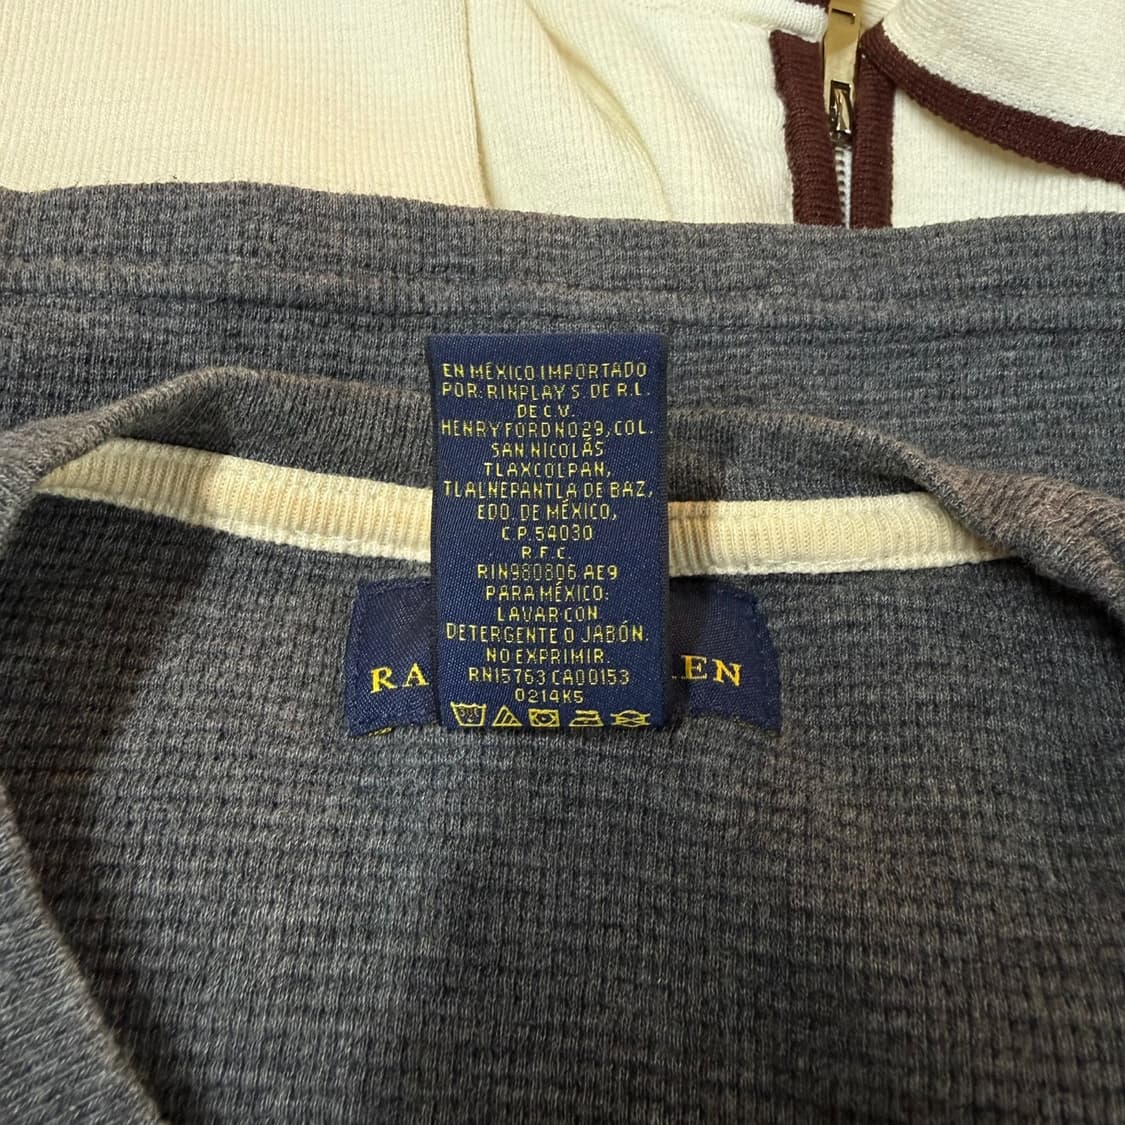 EN MÉXICO IMPORTADO
POR: RINPLAY S. DE R.L.
DE C.V.
HENRY FORD NO 29, COL.
SAN NICOLÁS
TLAXCOLPAN,
TLALNEPANTLA DE BAZ,
EDO. DE MÉXICO,
C.P. 54030
R.F.C.
RIN980806 AE9
PARA MÉXICO:
LAVAR CON
DETERGENTE O JABÓN.
NO EXPRIMIR.
RN15763 CA00153
0214K5
RA
EN